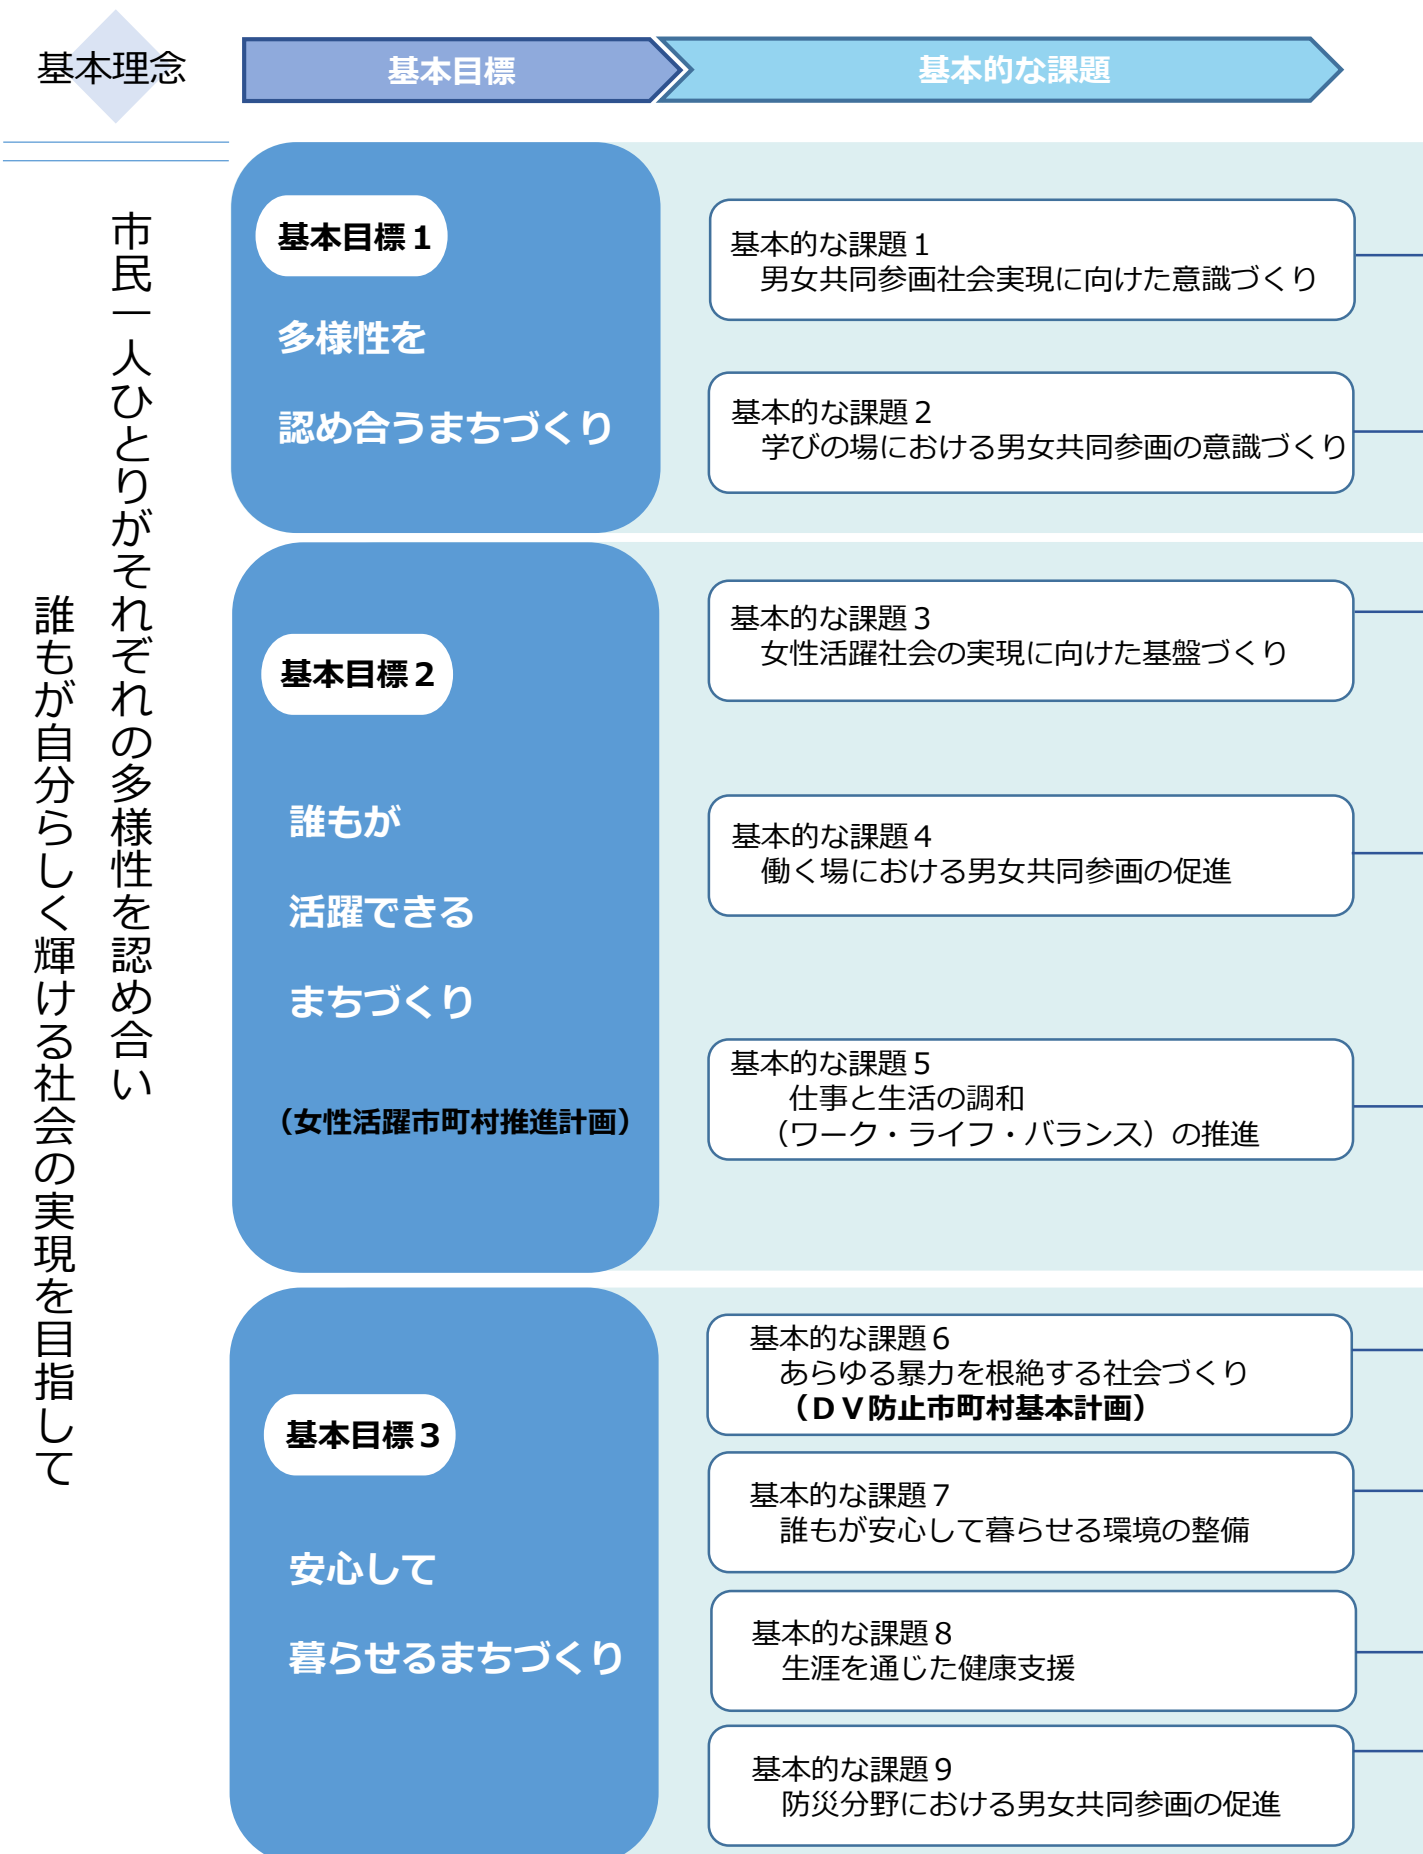 基本理念
基本目標
基本的な課題
市民一人ひとりがそれぞれの多様性を認め合い
誰もが自分らしく輝ける社会の実現を目指して
基本目標１
多様性を
認め合うまちづくり
基本的な課題１
男女共同参画社会実現に向けた意識づくり
基本的な課題２
学びの場における男女共同参画の意識づくり
基本目標２
誰もが
活躍できる
まちづくり
（女性活躍市町村推進計画）
基本的な課題３
女性活躍社会の実現に向けた基盤づくり
基本的な課題４
働く場における男女共同参画の促進
基本的な課題５
仕事と生活の調和
（ワーク・ライフ・バランス）の推進
基本目標３
安心して
暮らせるまちづくり
基本的な課題６
あらゆる暴力を根絶する社会づくり
（ＤＶ防止市町村基本計画）
基本的な課題７
誰もが安心して暮らせる環境の整備
基本的な課題８
生涯を通じた健康支援
基本的な課題９
防災分野における男女共同参画の促進